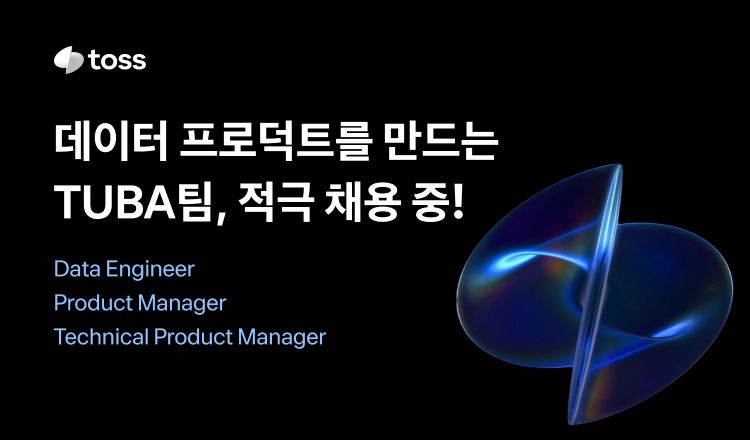 toss
데이터 프로덕트를 만드는
TUBA팀, 적극 채용 중!
Data Engineer
Product Manager
Technical Product Manager